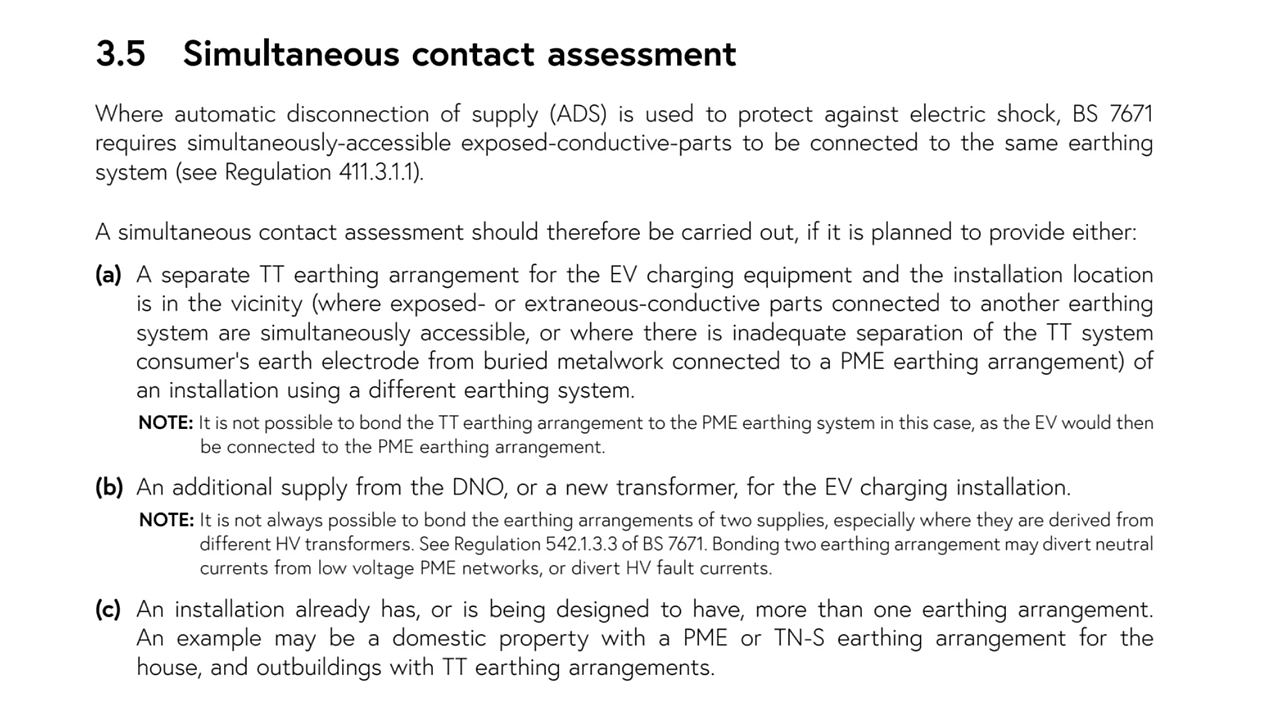 3.5 Simultaneous contact assessment
Where automatic disconnection of supply (ADS) is used to protect against electric shock, BS 7671
requires simultaneously-accessible exposed-conductive-parts to be connected to the same earthing
system (see Regulation 411.3.1.1).
A simultaneous contact assessment should therefore be carried out, if it is planned to provide either:
(a) A separate TT earthing arrangement for the EV charging equipment and the installation location
is in the vicinity (where exposed- or extraneous-conductive parts connected to another earthing
system are simultaneously accessible, or where there is inadequate separation of the TT system
consumer's earth electrode from buried metalwork connected to a PME earthing arrangement) of
an installation using a different earthing system.
NOTE: It is not possible to bond the TT earthing arrangement to the PME earthing system in this case, as the EV would then
be connected to the PME earthing arrangement.
(b) An additional supply from the DNO, or a new transformer, for the EV charging installation.
NOTE: It is not always possible to bond the earthing arrangements of two supplies, especially where they are derived from
different HV transformers. See Regulation 542.1.3.3 of BS 7671. Bonding two earthing arrangement may divert neutral
currents from low voltage PME networks, or divert HV fault currents.
(c) An installation already has, or is being designed to have, more than one earthing arrangement.
An example may be a domestic property with a PME or TN-S earthing arrangement for the
house, and outbuildings with TT earthing arrangements.